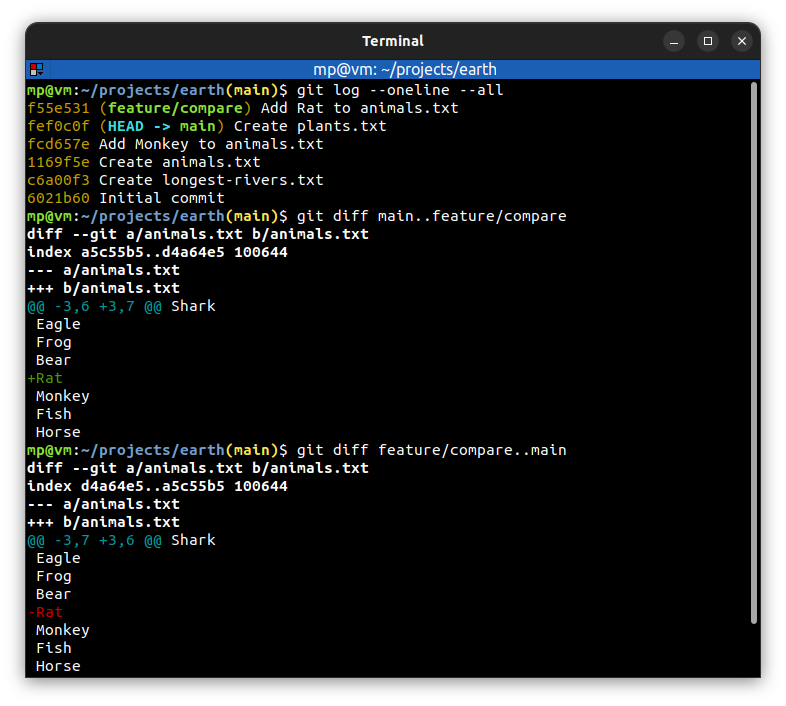 Terminal
mp@vm: ~/projects/earth
mp@vm:~/projects/earth(main)$ git log --oneline --all
f55e531 (feature/compare) Add Rat to animals.txt
fef0c0f (HEAD -> main) Create plants.txt
fcd657e Add Monkey to animals.txt
1169f5e Create animals.txt
c6a00f3 Create longest-rivers.txt
6021b60 Initial commit
mp@vm:~/projects/earth(main)$ git diff main..feature/compare
diff --git a/animals.txt b/animals.txt
index a5c55b5..d4a64e5 100644
--- a/animals.txt
+++ b/animals.txt
@@ -3,6 +3,7 @@ Shark
 Eagle
 Frog
 Bear
+Rat
 Monkey
 Fish
 Horse
mp@vm:~/projects/earth(main)$ git diff feature/compare..main
diff --git a/animals.txt b/animals.txt
index d4a64e5..a5c55b5 100644
--- a/animals.txt
+++ b/animals.txt
@@ -3,7 +3,6 @@ Shark
 Eagle
 Frog
 Bear
-Rat
 Monkey
 Fish
 Horse